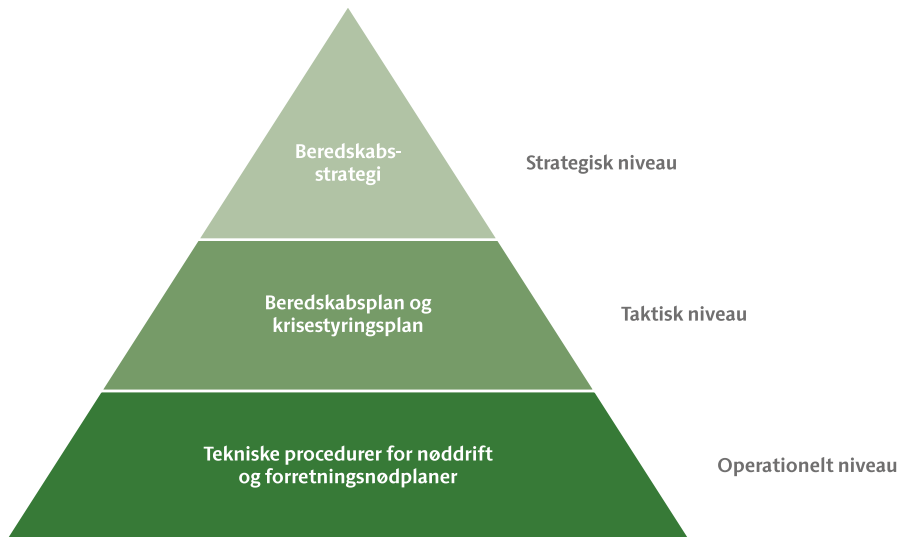 Beredskabs-
strategi
Strategisk niveau
Beredskabsplan og
krisestyringsplan
Taktisk niveau
Tekniske procedurer for nøddrift
og forretningsnødplaner
Operationelt niveau